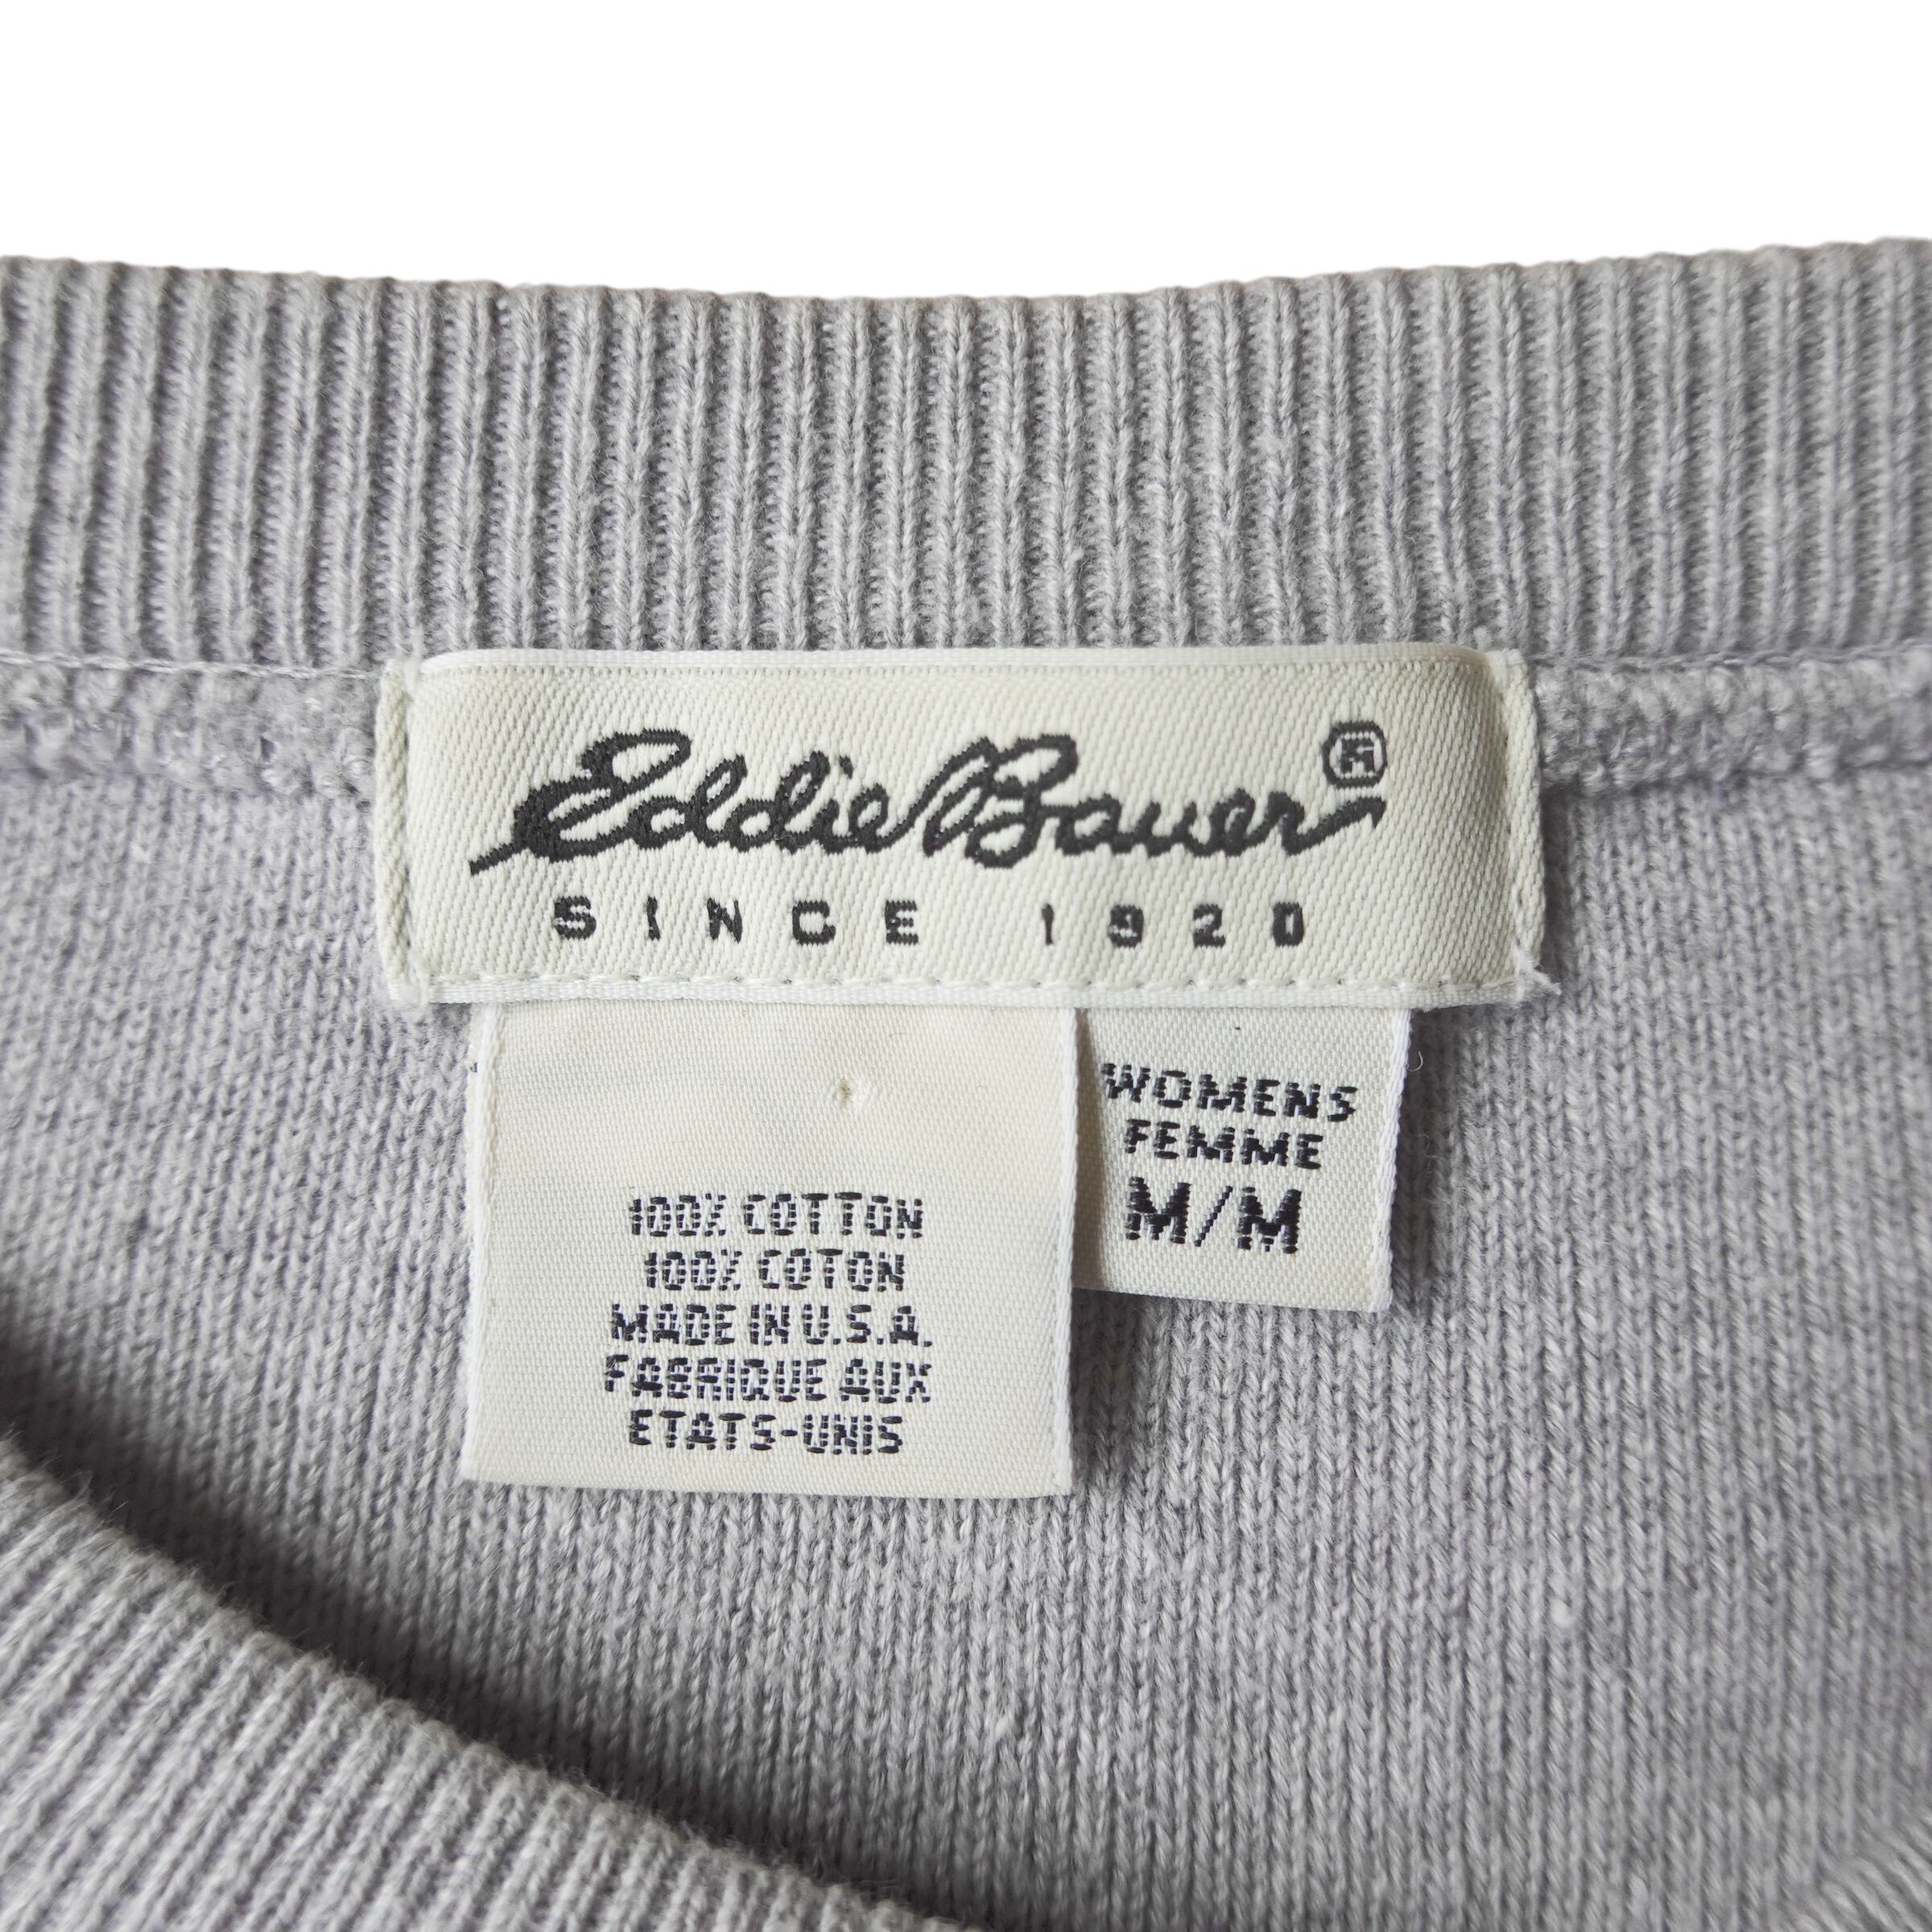 Eddie Bauer®
SINCE 1920
WOMENS
FEMME
M/M
100% COTTON
100% COTON
MADE IN U.S.A.
FABRIQUE AUX
ETATS-UNIS